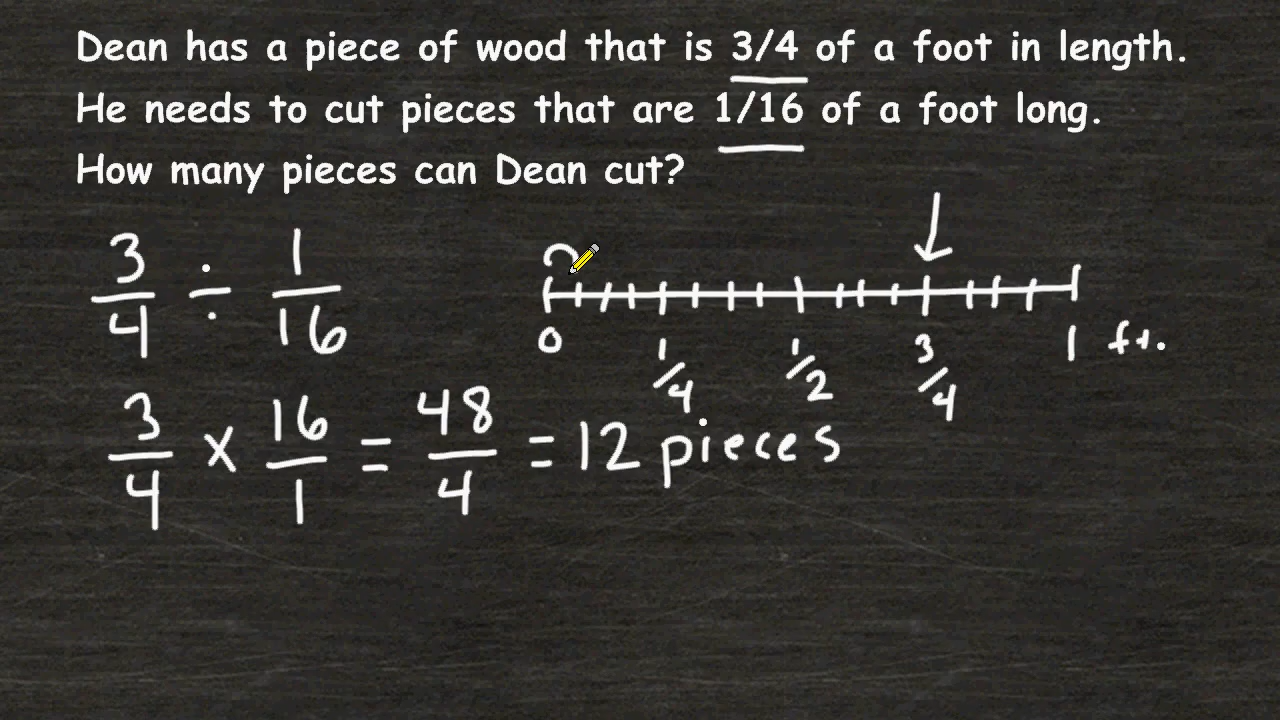 Dean has a piece of wood that is 3/4 of a foot in length.
He needs to cut pieces that are 1/16 of a foot long.
How many pieces can Dean cut?
3/4 ÷ 1/16
0 1/4 1/2 3/4 1 ft.
3/4 x 16/1 = 48/4 = 12 pieces